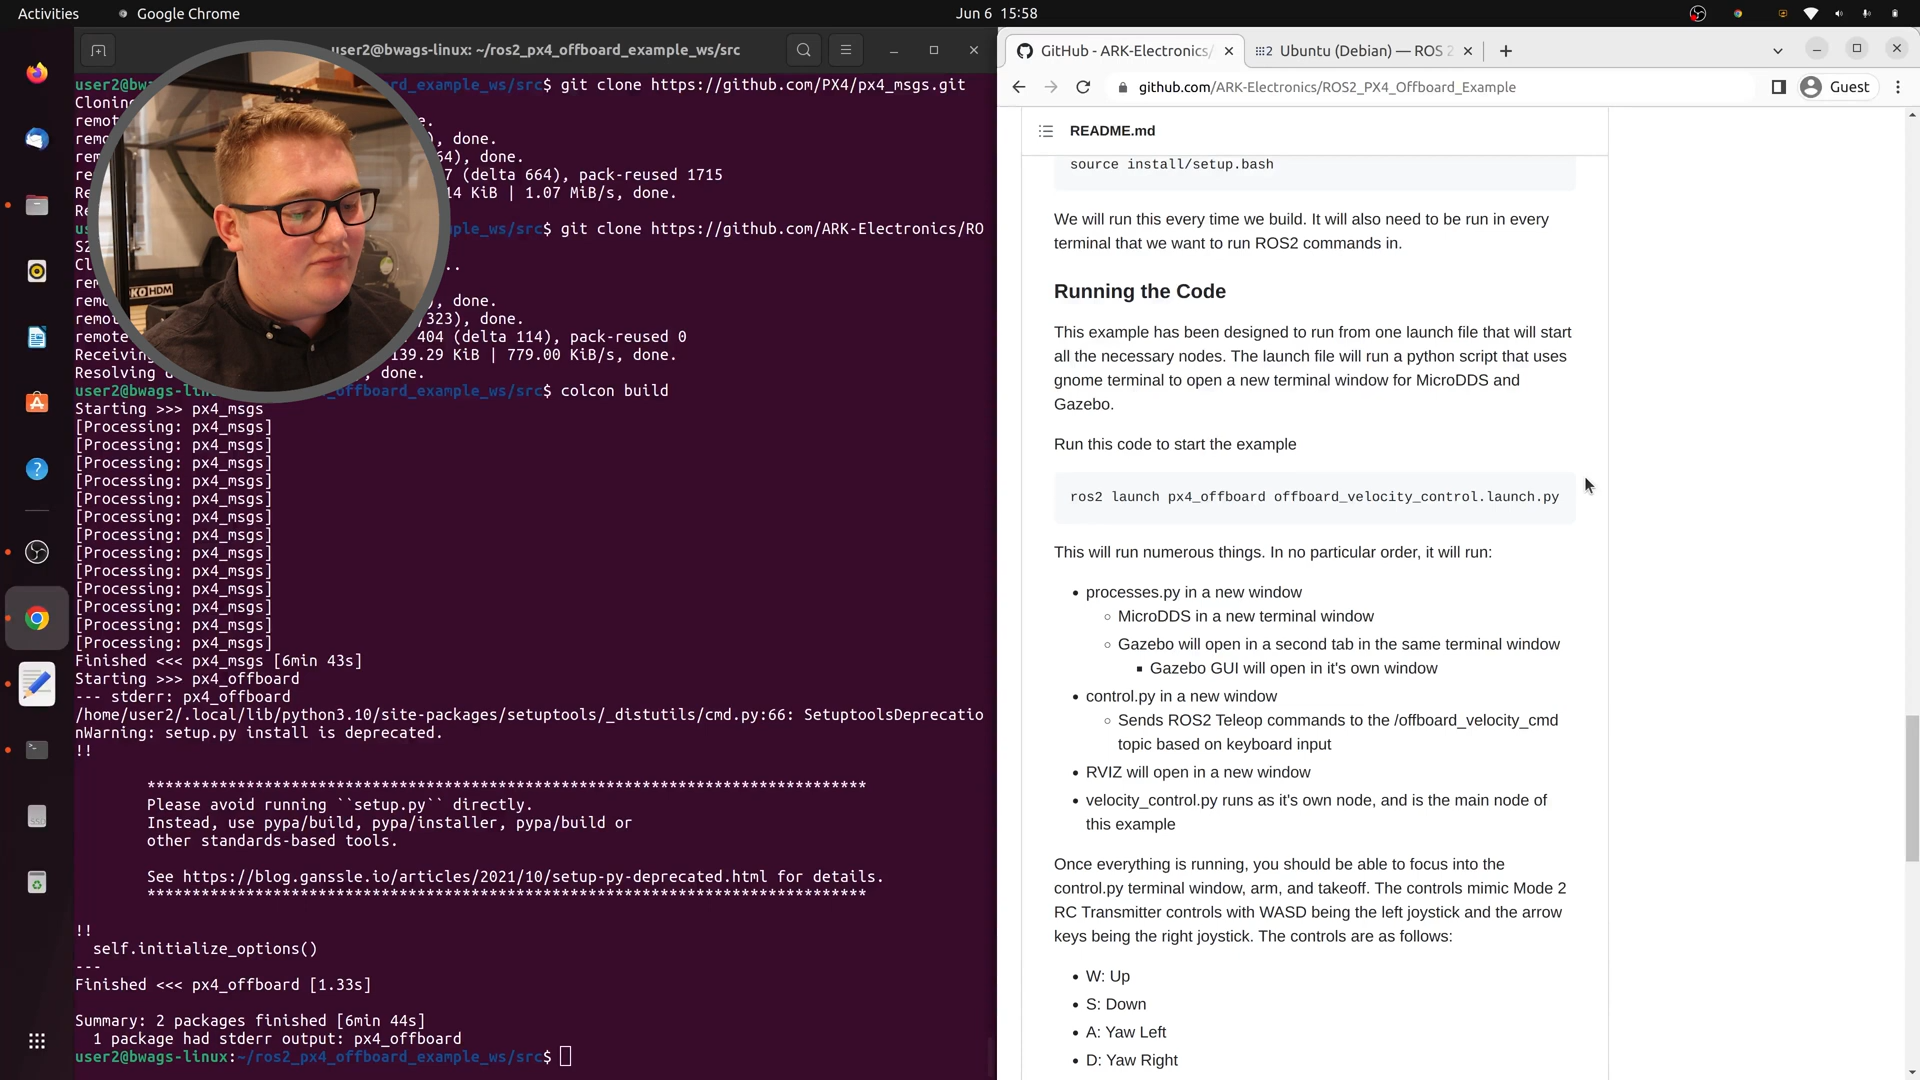 Activities
Google Chrome
Jun 6 15:58
user2@bwags-linux: ~/ros2_px4_offboard_example_ws/src
user2@bw
ed_example_ws/src$ git clone https://github.com/PX4/px4_msgs.git
Cloning
remot
e.
), done.
64), done.
7 (delta 664), pack-reused 1715
14 KiB | 1.07 MiB/s, done.
mple_ws/src$ git clone https://github.com/ARK-Electronics/RO
S2
..
), done.
/323), done.
remote
404 (delta 114), pack-reused 0
Receiving
139.29 KiB | 779.00 KiB/s, done.
Resolving
, done.
KO HDM
user2@bwags-
_offboard_example_ws/src$ colcon build
Starting >>> px4_msgs
[Processing: px4_msgs]
[Processing: px4_msgs]
[Processing: px4_msgs]
[Processing: px4_msgs]
[Processing: px4_msgs]
[Processing: px4_msgs]
[Processing: px4_msgs]
[Processing: px4_msgs]
[Processing: px4_msgs]
[Processing: px4_msgs]
[Processing: px4_msgs]
[Processing: px4_msgs]
[Processing: px4_msgs]
Finished <<< px4_msgs [6min 43s]
Starting >>> px4_offboard
--- stderr: px4_offboard
/home/user2/.local/lib/python3.10/site-packages/setuptools/_distutils/cmd.py:66: SetuptoolsDeprecatio
nWarning: setup.py install is deprecated.
!!
********************************************************************************
Please avoid running ``setup.py`` directly.
Instead, use pypa/build, pypa/installer, pypa/build or
other standards-based tools.
See https://blog.ganssle.io/articles/2021/10/setup-py-deprecated.html for details.
********************************************************************************
!!
self.initialize_options()
---
Finished <<< px4_offboard [1.33s]
Summary: 2 packages finished [6min 44s]
1 package had stderr output: px4_offboard
user2@bwags-linux:~/ros2_px4_offboard_example_ws/src$
GitHub - ARK-Electronics/
Ubuntu (Debian) — ROS 2
github.com/ARK-Electronics/ROS2_PX4_Offboard_Example
Guest
README.md
source install/setup.bash
We will run this every time we build. It will also need to be run in every
terminal that we want to run ROS2 commands in.
Running the Code
This example has been designed to run from one launch file that will start
all the necessary nodes. The launch file will run a python script that uses
gnome terminal to open a new terminal window for MicroDDS and
Gazebo.
Run this code to start the example
ros2 launch px4_offboard offboard_velocity_control.launch.py
This will run numerous things. In no particular order, it will run:
• processes.py in a new window
◦ MicroDDS in a new terminal window
◦ Gazebo will open in a second tab in the same terminal window
▪ Gazebo GUI will open in it's own window
• control.py in a new window
◦ Sends ROS2 Teleop commands to the /offboard_velocity_cmd
topic based on keyboard input
• RVIZ will open in a new window
• velocity_control.py runs as it's own node, and is the main node of
this example
Once everything is running, you should be able to focus into the
control.py terminal window, arm, and takeoff. The controls mimic Mode 2
RC Transmitter controls with WASD being the left joystick and the arrow
keys being the right joystick. The controls are as follows:
• W: Up
• S: Down
• A: Yaw Left
• D: Yaw Right